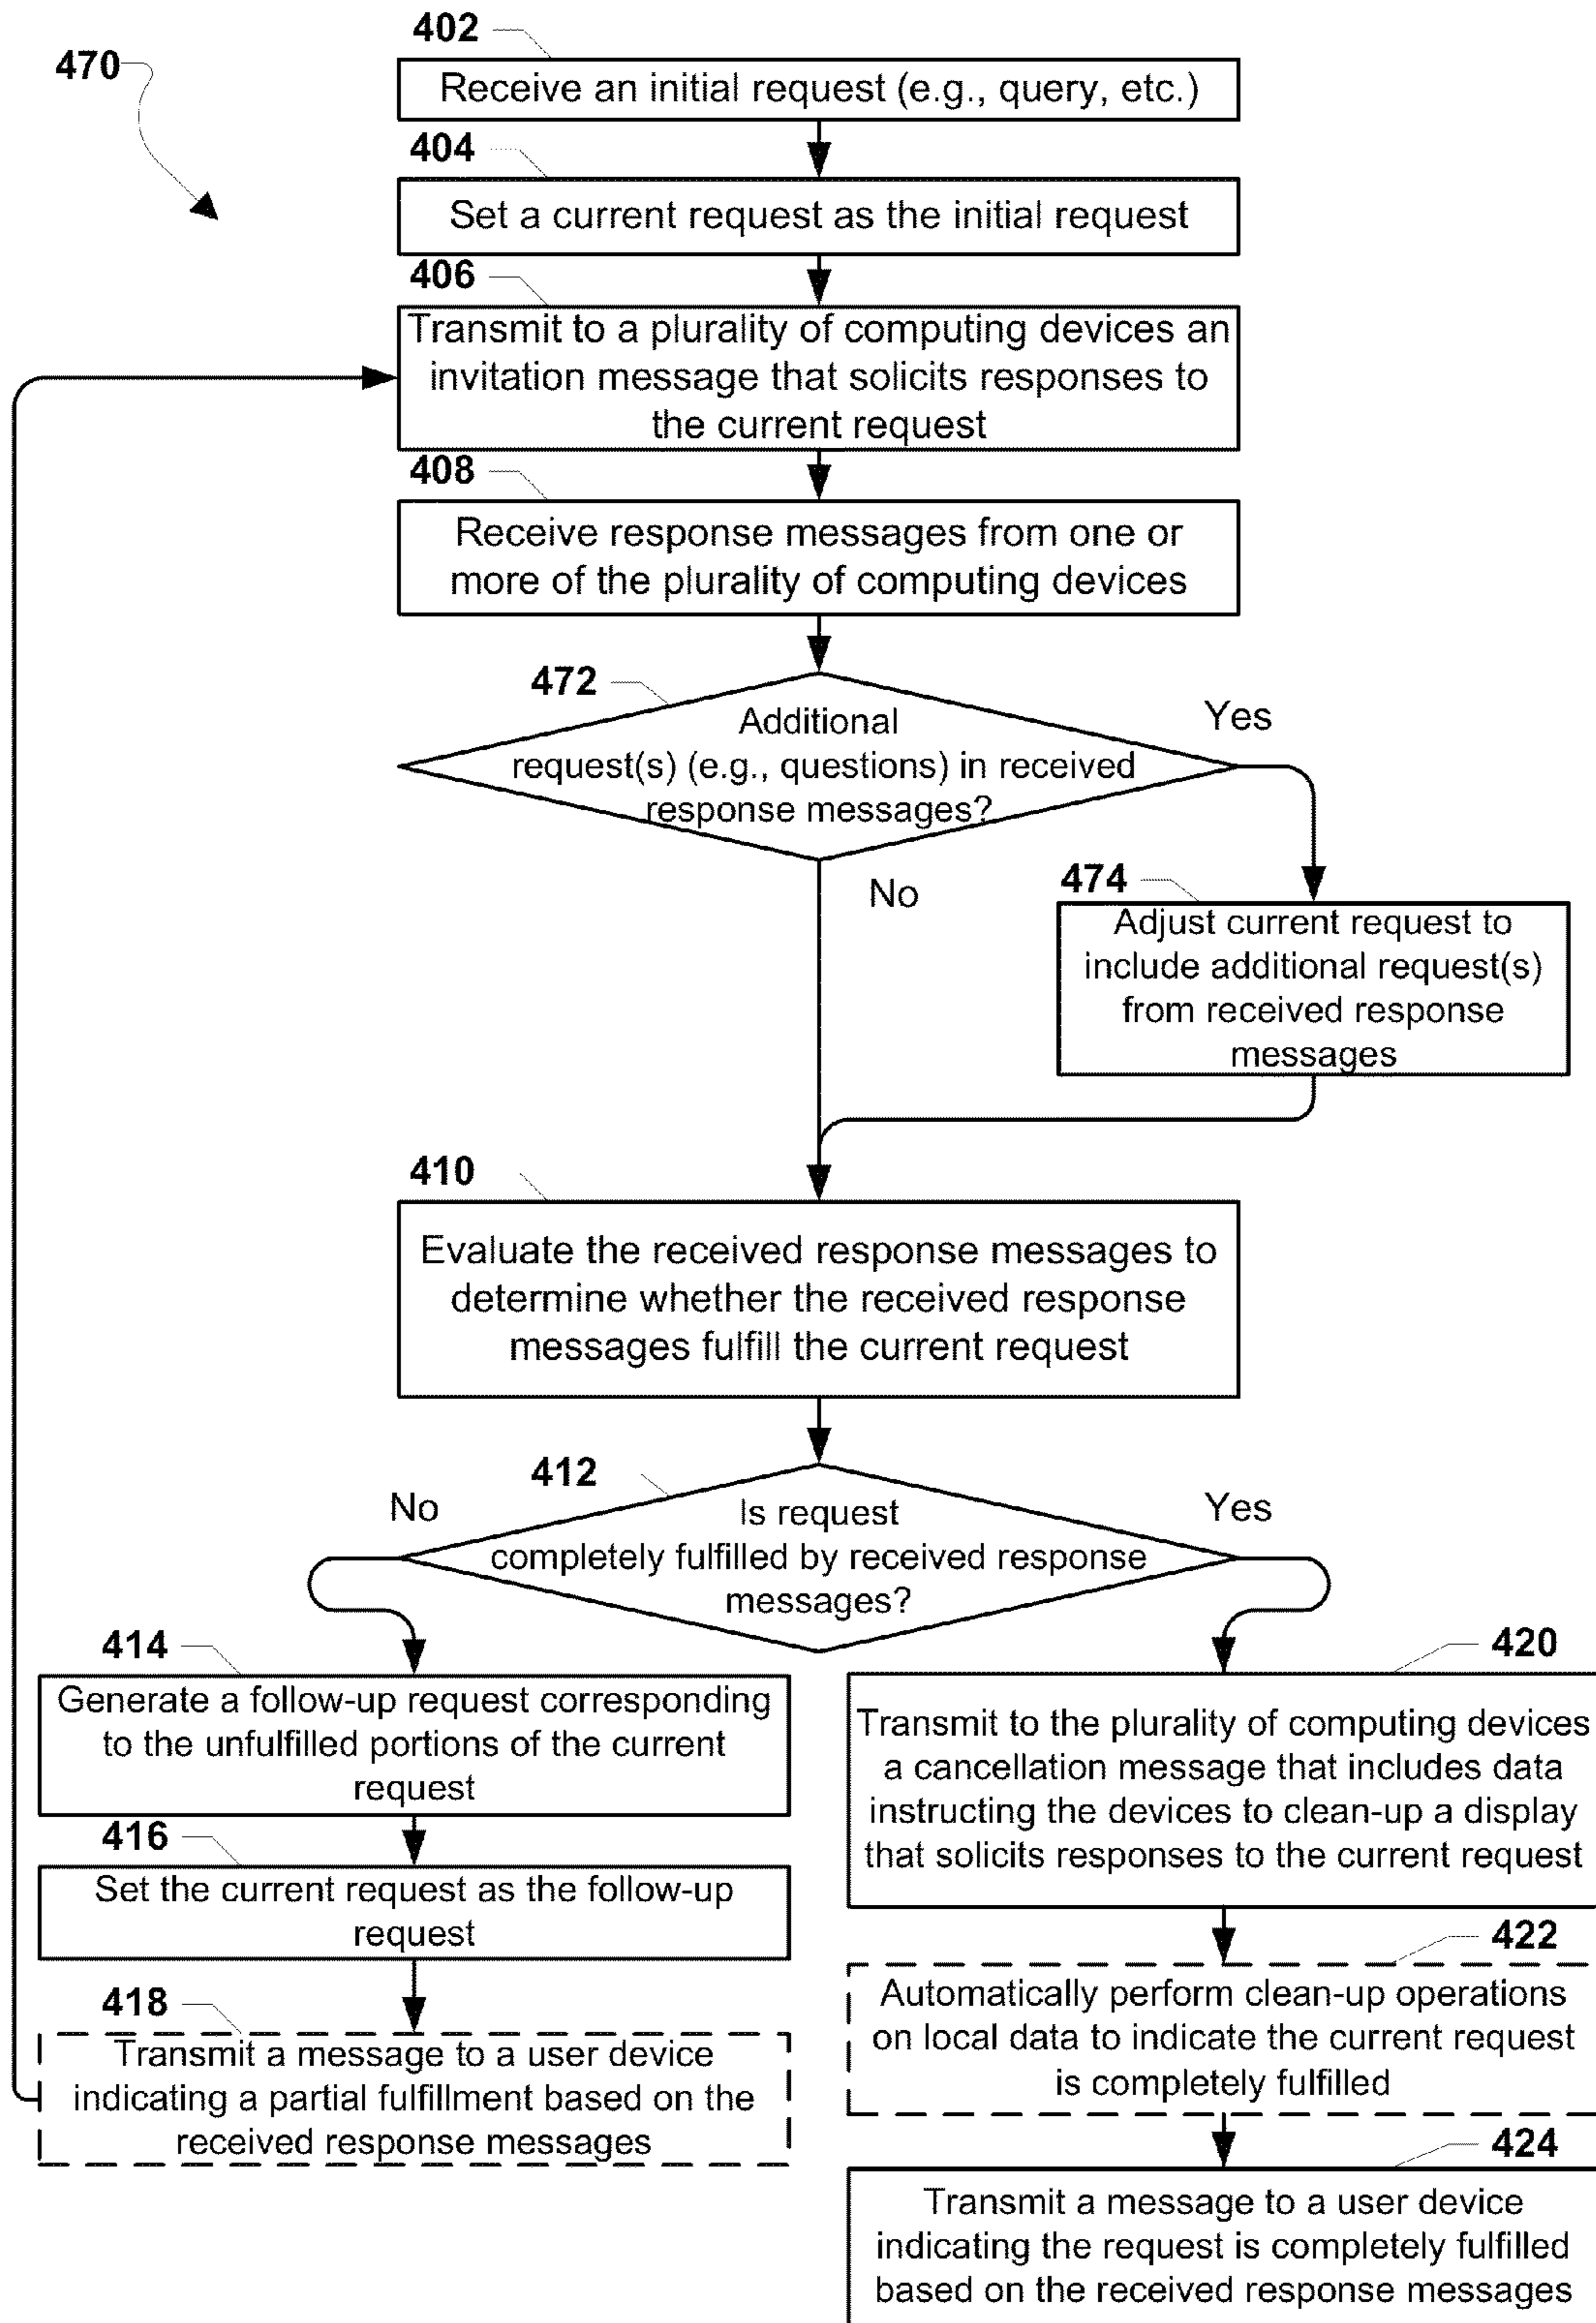 402
470
Receive an initial request (e.g., query, etc.)
404
Set a current request as the initial request
406
Transmit to a plurality of computing devices an
invitation message that solicits responses to
the current request
408
Receive response messages from one or
more of the plurality of computing devices
472
Additional
request(s) (e.g., questions) in received
response messages?
Yes
No
474
Adjust current request to
include additional request(s)
from received response
messages
410
Evaluate the received response messages to
determine whether the received response
messages fulfill the current request
412
No
Is request
completely fulfilled by received response
messages?
Yes
414
Generate a follow-up request corresponding
to the unfulfilled portions of the current
request
416
Set the current request as the follow-up
request
418
Transmit a message to a user device
indicating a partial fulfillment based on the
received response messages
420
Transmit to the plurality of computing devices
a cancellation message that includes data
instructing the devices to clean-up a display
that solicits responses to the current request
422
Automatically perform clean-up operations
on local data to indicate the current request
is completely fulfilled
424
Transmit a message to a user device
indicating the request is completely fulfilled
based on the received response messages